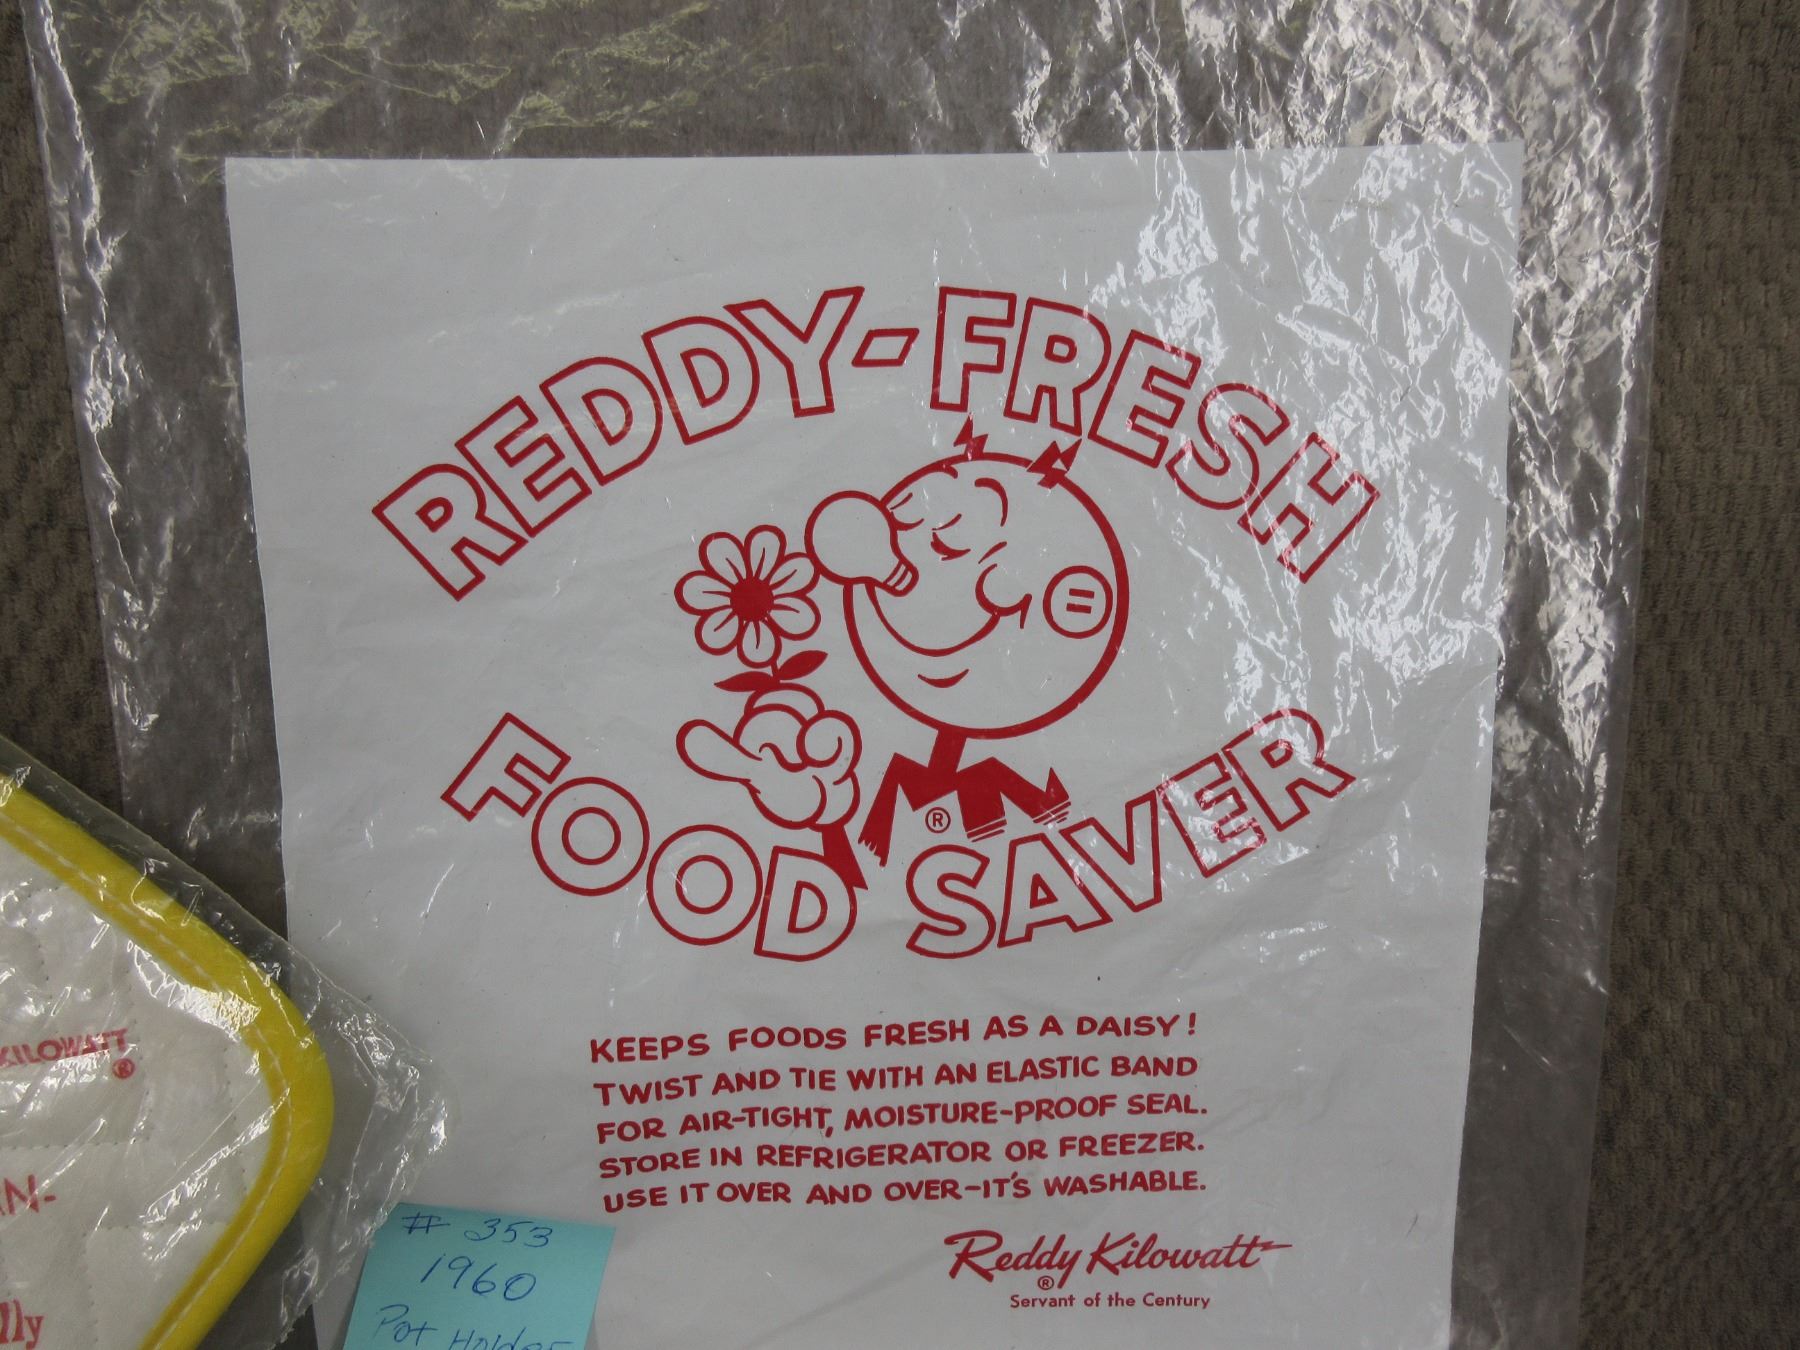 REDDY-FRESH
FOOD SAVER
®
KEEPS FOODS FRESH AS A DAISY!
TWIST AND TIE WITH AN ELASTIC BAND
FOR AIR-TIGHT, MOISTURE-PROOF SEAL.
STORE IN REFRIGERATOR OR FREEZER.
USE IT OVER AND OVER-IT'S WASHABLE.
Reddy Kilowatt
®
Servant of the Century
KILOWATT
®
# 353
1960
Pot Holder